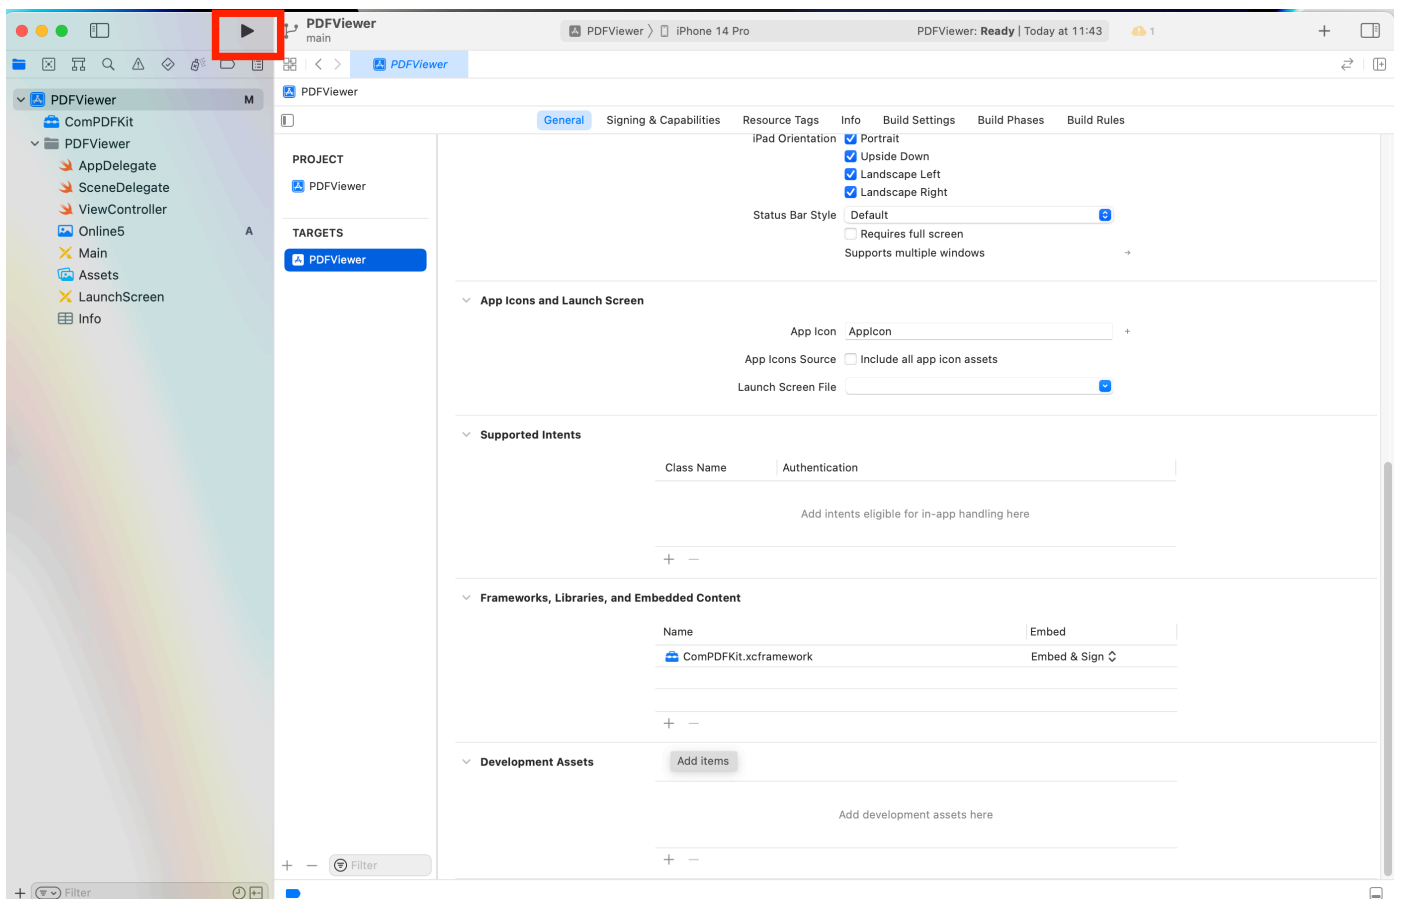 PDFViewer
main
PDFViewer 〉 iPhone 14 Pro
PDFViewer: Ready | Today at 11:43
1
PDFViewer
PDFViewer
PDFViewer M
ComPDFKit
PDFViewer
AppDelegate
SceneDelegate
ViewController
Online5 A
Main
Assets
LaunchScreen
Info
Filter
General Signing & Capabilities Resource Tags Info Build Settings Build Phases Build Rules
PROJECT
PDFViewer
TARGETS
PDFViewer
Filter
iPad Orientation Portrait
Upside Down
Landscape Left
Landscape Right
Status Bar Style Default
Requires full screen
Supports multiple windows
App Icons and Launch Screen
App Icon AppIcon
App Icons Source Include all app icon assets
Launch Screen File
Supported Intents
Class Name Authentication
Add intents eligible for in-app handling here
Frameworks, Libraries, and Embedded Content
Name Embed
ComPDFKit.xcframework Embed & Sign
Development Assets
Add items
Add development assets here